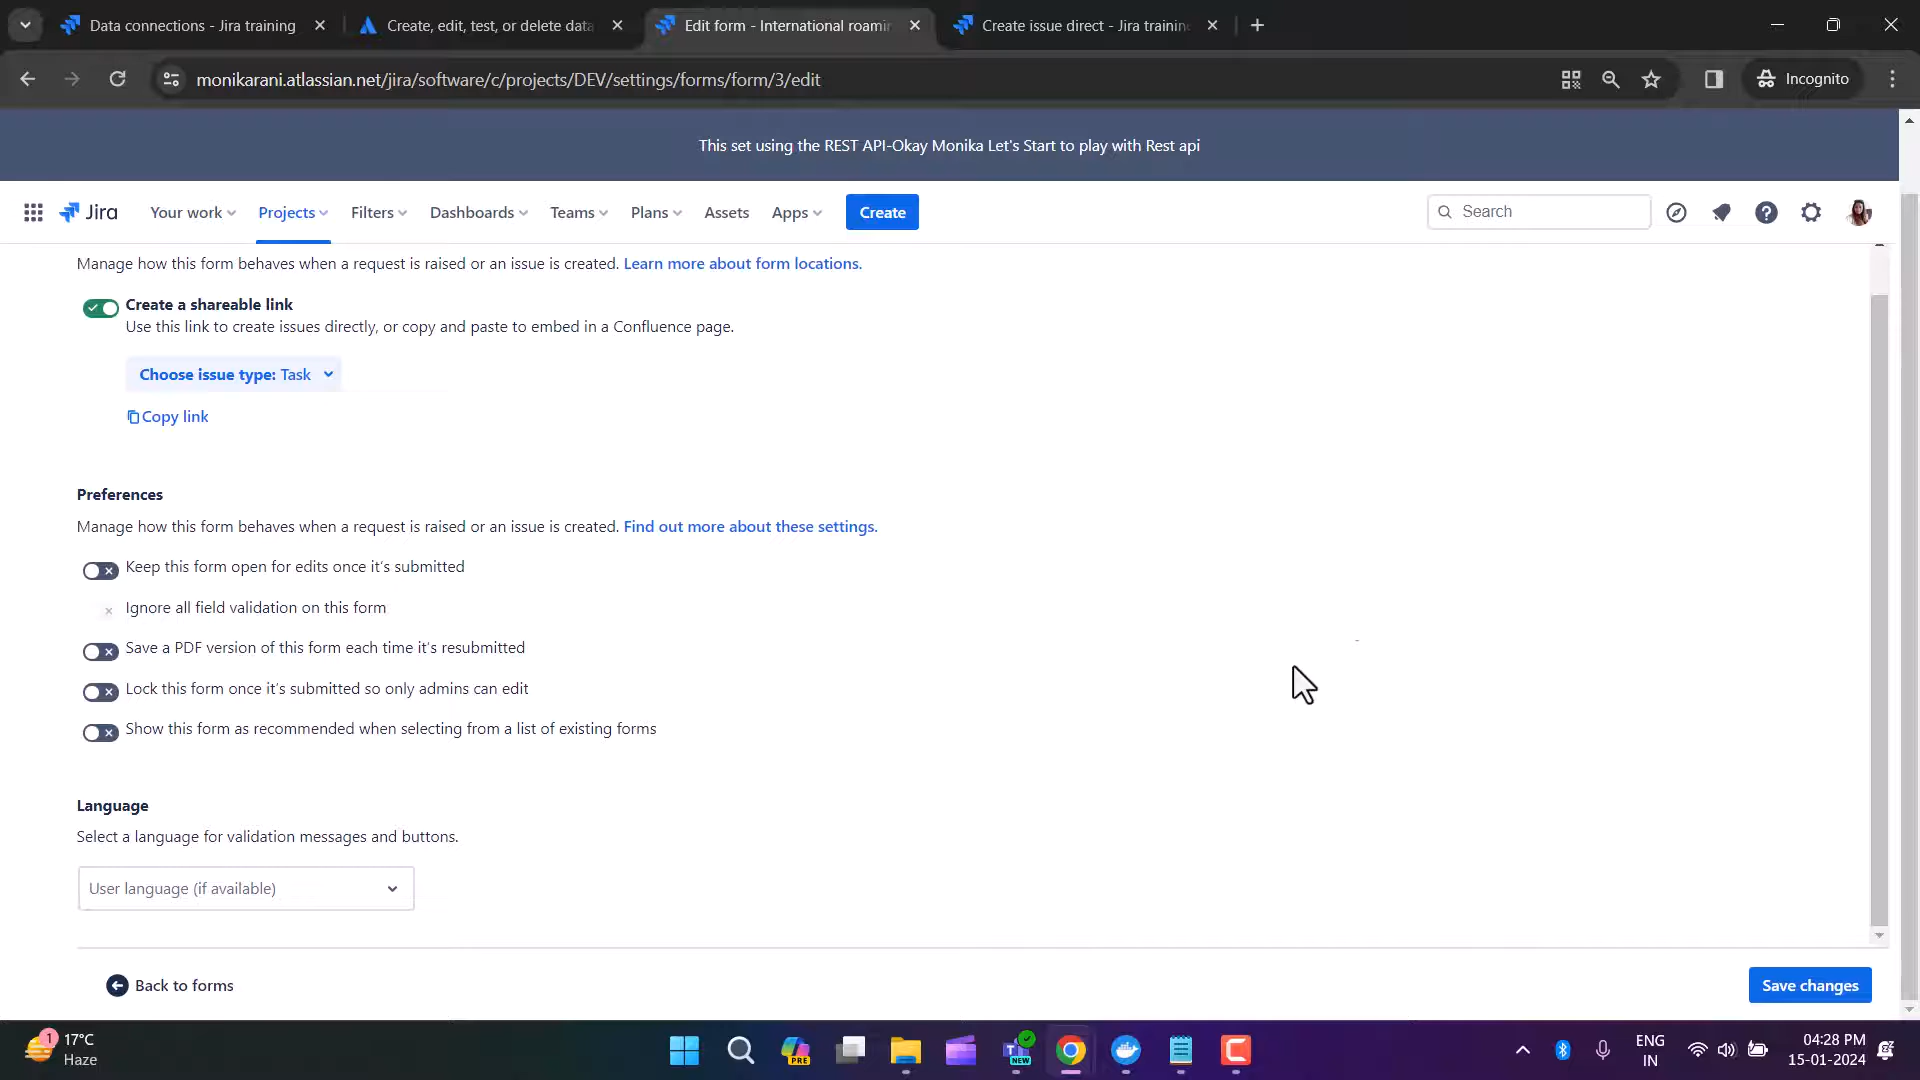 Data connections - Jira training
Create, edit, test, or delete data
Edit form - International roamin
Create issue direct - Jira trainin
monikarani.atlassian.net/jira/software/c/projects/DEV/settings/forms/form/3/edit
Incognito
This set using the REST API-Okay Monika Let's Start to play with Rest api
Jira
Your work
Projects
Filters
Dashboards
Teams
Plans
Assets
Apps
Create
Search
Manage how this form behaves when a request is raised or an issue is created. Learn more about form locations.
Create a shareable link
Use this link to create issues directly, or copy and paste to embed in a Confluence page.
Choose issue type: Task
Copy link
Preferences
Manage how this form behaves when a request is raised or an issue is created. Find out more about these settings.
Keep this form open for edits once it's submitted
Ignore all field validation on this form
Save a PDF version of this form each time it's resubmitted
Lock this form once it's submitted so only admins can edit
Show this form as recommended when selecting from a list of existing forms
Language
Select a language for validation messages and buttons.
User language (if available)
Back to forms
Save changes
1
17°C
Haze
PRE
NEW
ENG
IN
04:28 PM
15-01-2024